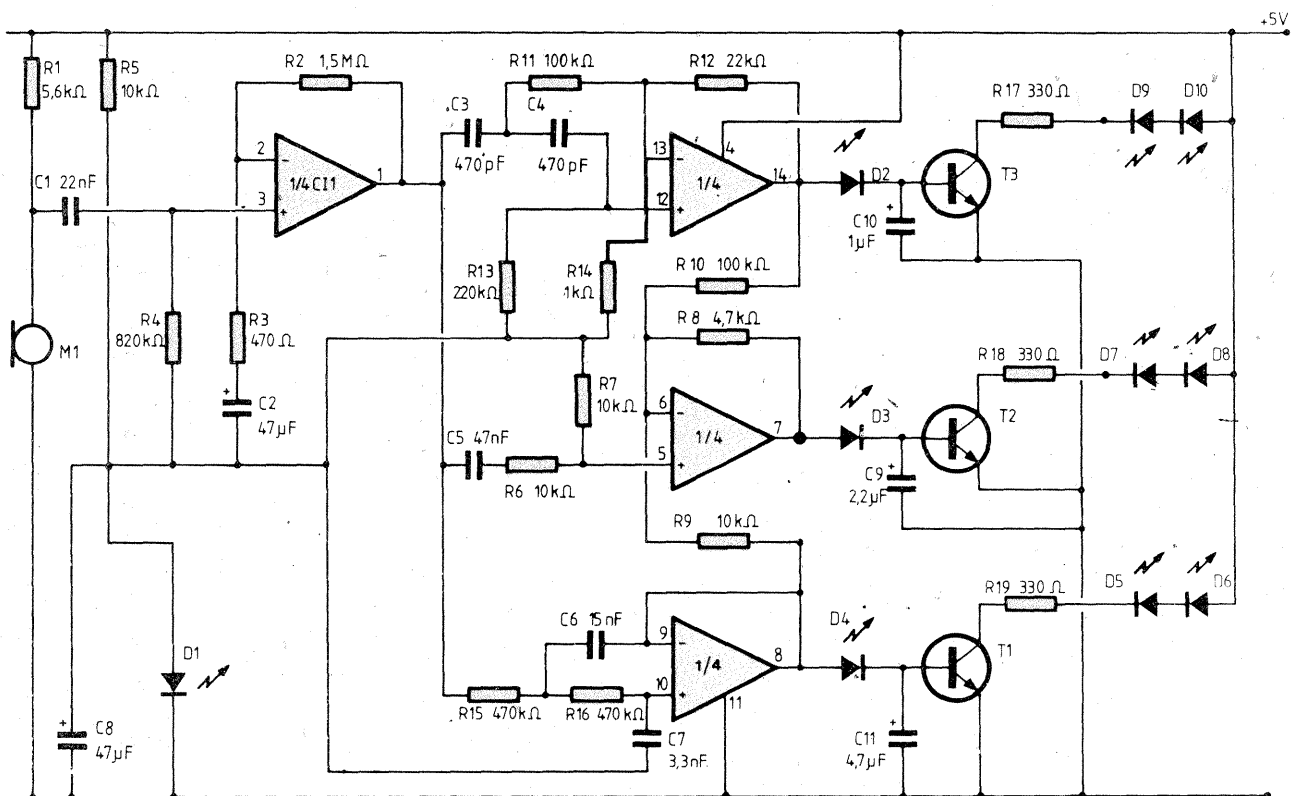 +5V
R1
5,6kΩ
R5
10kΩ
R2 1,5MΩ
R11 100kΩ
R12 22kΩ
R17 330Ω
D9
D10
C3
470pF
C4
470pF
2
-
3
+
1/4CI1
1
13
-
12
+
1/4
4
14
D2
T3
C1 22nF
C10
+
1µF
R13
220kΩ
R14
1kΩ
R10 100kΩ
R8 4,7kΩ
M1
R4
820kΩ
R3
470Ω
+
C2
47µF
R7
10kΩ
R18 330Ω
D7
D8
6
-
5
+
1/4
7
D3
T2
C5 47nF
R6 10kΩ
C9
+
2,2µF
R9 10kΩ
R19 330Ω
D5
D6
C6 15nF
9
-
10
+
1/4
8
11
D4
T1
D1
R15 470kΩ
R16 470kΩ
C7
3,3nF
+
C8
47µF
+
C11
4,7µF